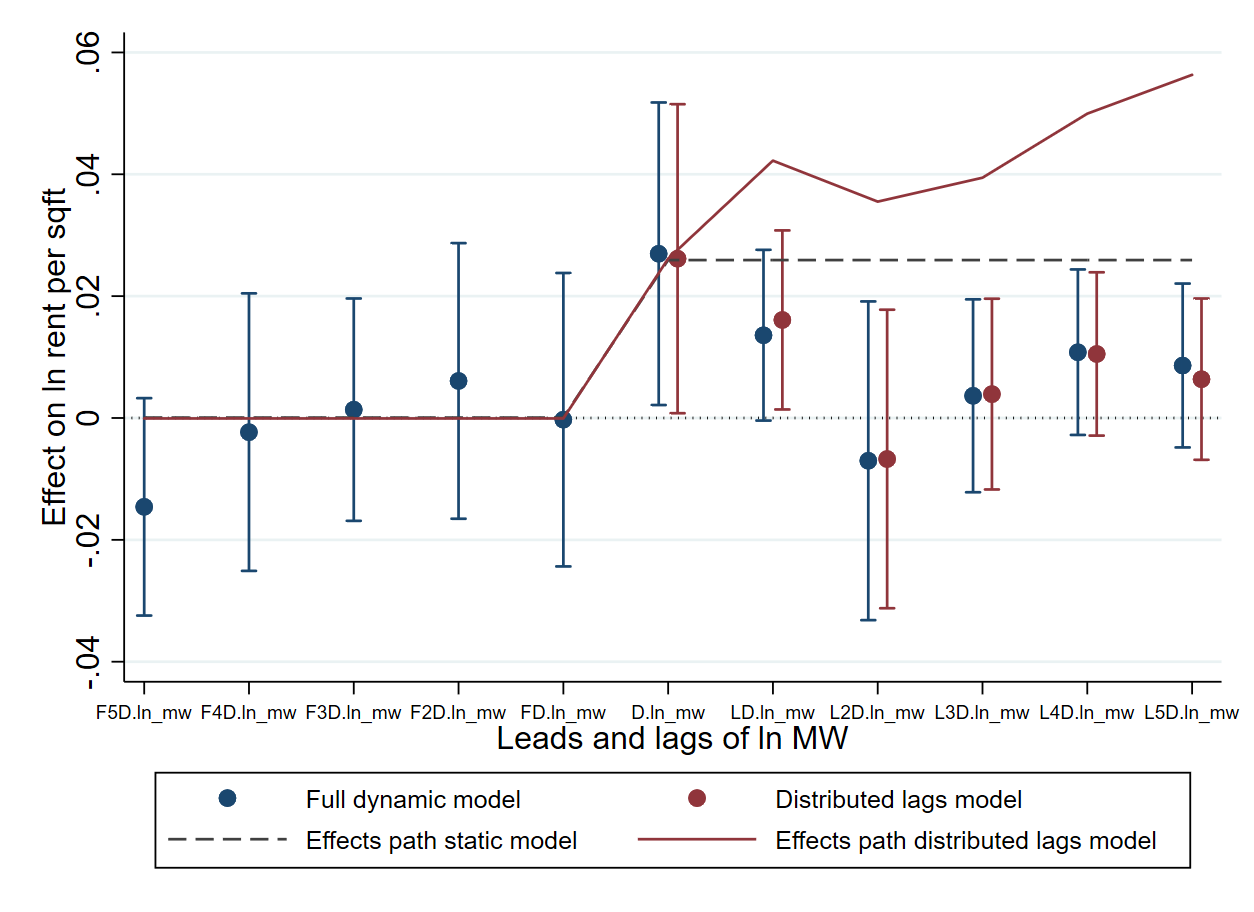 Effect on ln rent per sqft
.06
.04
.02
0
-.02
-.04
F5D.ln_mw F4D.ln_mw F3D.ln_mw F2D.ln_mw FD.ln_mw D.ln_mw LD.ln_mw L2D.ln_mw L3D.ln_mw L4D.ln_mw L5D.ln_mw
Leads and lags of ln MW
Full dynamic model Distributed lags model
Effects path static model Effects path distributed lags model